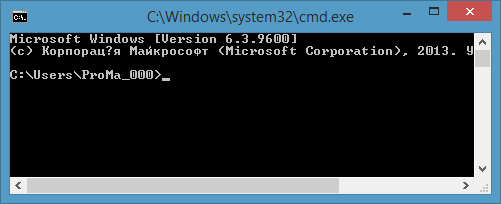 C:\Windows\system32\cmd.exe
Microsoft Windows [Version 6.3.9600]
(c) Корпорац?я Майкрософт (Microsoft Corporation), 2013. У
C:\Users\ProMa_000>_